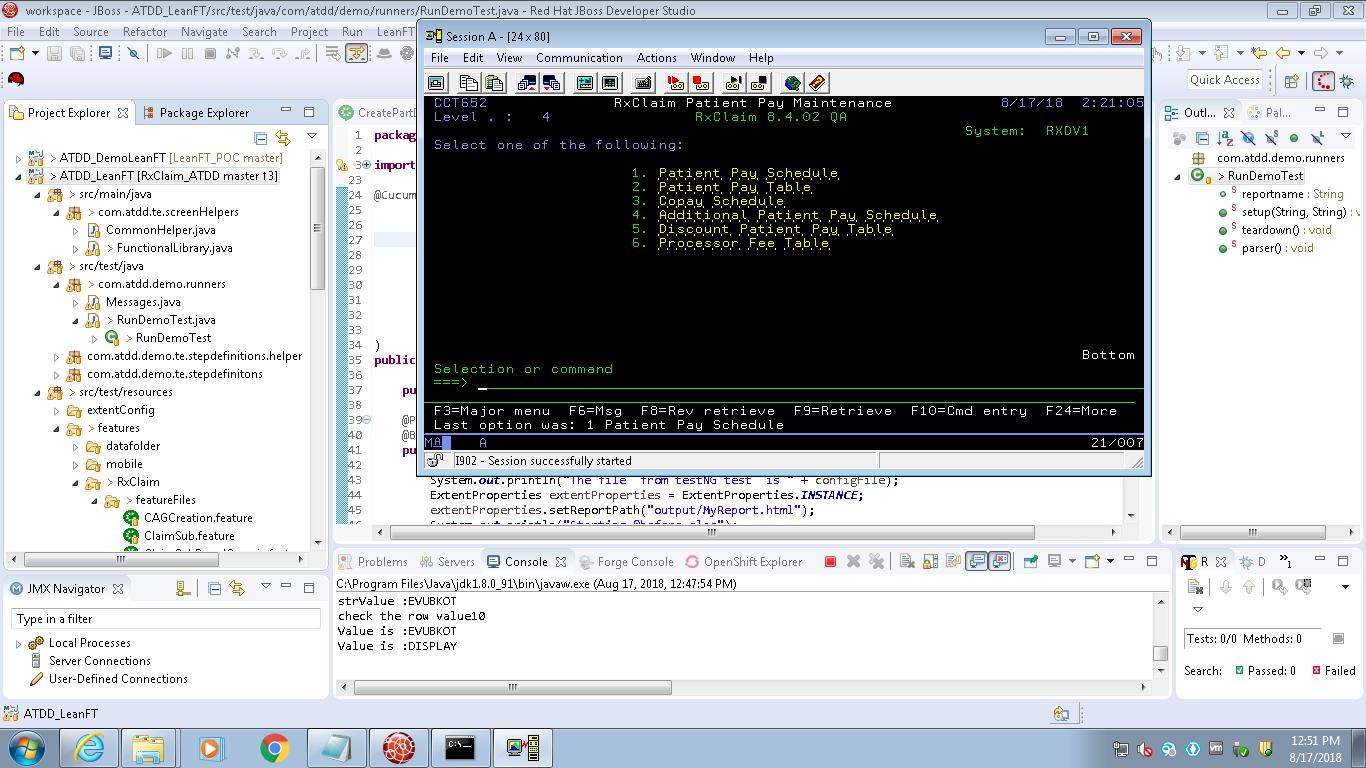 workspace - JBoss - ATDD_LeanFT/src/test/java/com/atdd/demo/runners/RunDemoTest.java - Red Hat JBoss Developer Studio
File Edit Source Refactor Navigate Search Project Run LeanFT
Quick Access
Project Explorer
Package Explorer
> ATDD_DemoLeanFT [LeanFT_POC master]
> ATDD_LeanFT [RxClaim_ATDD master ↑3]
> src/main/java
> com.atdd.te.screenHelpers
CommonHelper.java
> FunctionalLibrary.java
> src/test/java
> com.atdd.demo.runners
Messages.java
> RunDemoTest.java
> RunDemoTest
com.atdd.demo.te.stepdefinitions.helper
com.atdd.demo.te.stepdefinitons
> src/test/resources
extentConfig
> features
datafolder
mobile
> RxClaim
> featureFiles
CAGCreation.feature
ClaimSub.feature
JMX Navigator
Type in a filter
Local Processes
Server Connections
User-Defined Connections
1 packag
2
3 import
24 @Cucum
25
26
27
28
29
30
31
32
33
34 )
35 public
36
37 pu
38
39 @P
40 @B
41 pu
43 System.out.println("The file from testNG test is " + configFile);
44 ExtentProperties extentProperties = ExtentProperties.INSTANCE;
45 extentProperties.setReportPath("output/MyReport.html");
Session A - [24 x 80]
File Edit View Communication Actions Window Help
CCT652 RxClaim Patient Pay Maintenance 8/17/18 2:21:05
Level . : 4 RxClaim 8.4.02 QA
System: RXDV1
Select one of the following:
1. Patient Pay Schedule
2. Patient Pay Table
3. Copay Schedule
4. Additional Patient Pay Schedule
5. Discount Patient Pay Table
6. Processor Fee Table
Bottom
Selection or command
===>
F3=Major menu F6=Msg F8=Rev retrieve F9=Retrieve F10=Cmd entry F24=More
Last option was: 1 Patient Pay Schedule
MA A 21/007
I902 - Session successfully started
Outl...
Pal...
com.atdd.demo.runners
> RunDemoTest
reportname : String
setup(String, String) : v
teardown() : void
parser() : void
Problems Servers Console Forge Console OpenShift Explorer
C:\Program Files\Java\jdk1.8.0_91\bin\javaw.exe (Aug 17, 2018, 12:47:54 PM)
strValue :EVUBKOT
check the row value10
Value is :EVUBKOT
Value is :DISPLAY
R D »1
Tests: 0/0 Methods: 0
Search: Passed: 0 Failed
ATDD_LeanFT
12:51 PM
8/17/2018